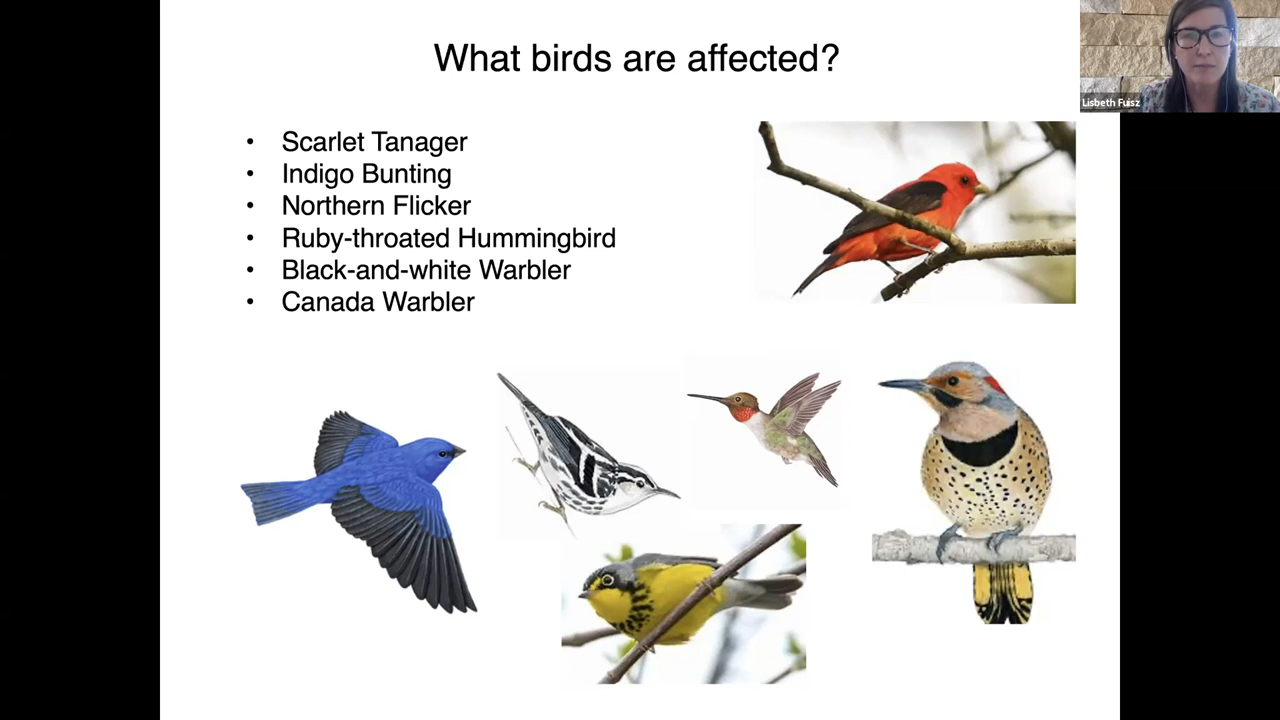 What birds are affected?
Lisbeth Fuisz
• Scarlet Tanager
• Indigo Bunting
• Northern Flicker
• Ruby-throated Hummingbird
• Black-and-white Warbler
• Canada Warbler